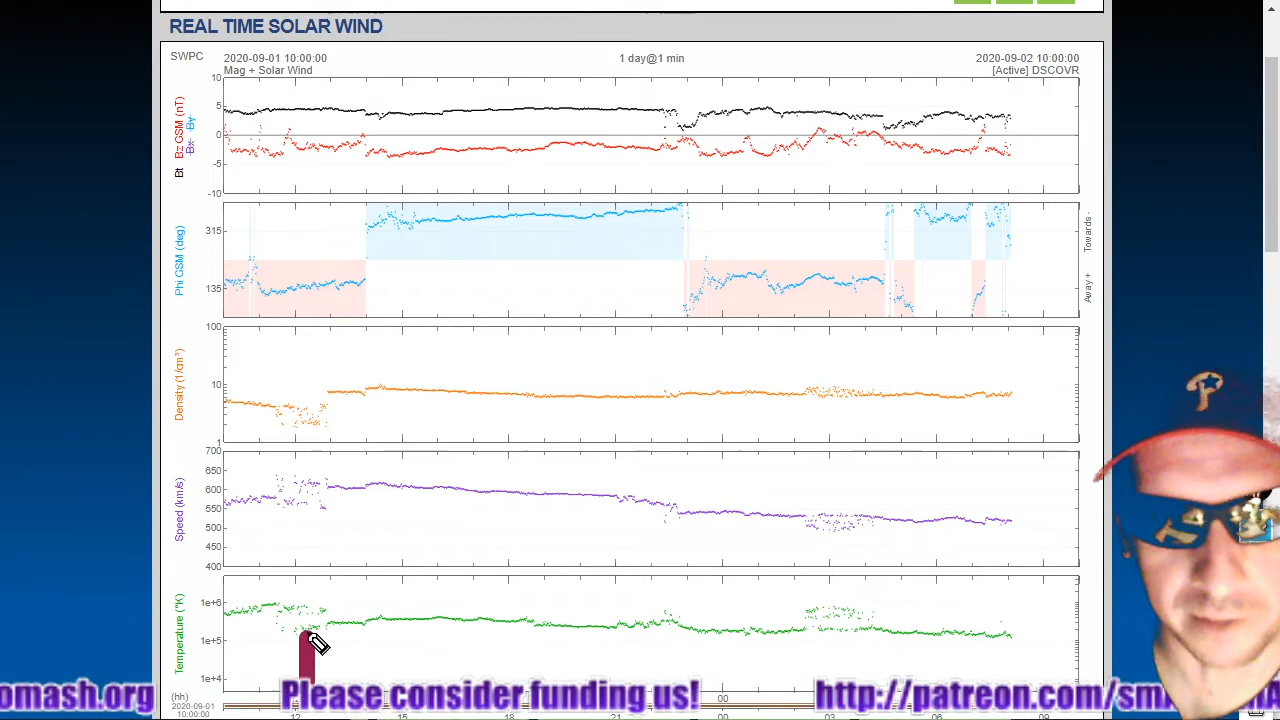 REAL TIME SOLAR WIND
SWPC
2020-09-01 10:00:00
1 day@1 min
2020-09-02 10:00:00
Mag + Solar Wind
[Active] DSCOVR
10
5
0
-5
-10
Bt Bz GSM (nT)
Bx By
315
135
Phi GSM (deg)
Towards -
Away +
100
10
1
Density (1/cm³)
700
650
600
550
500
450
400
Speed (km/s)
1e+6
1e+5
1e+4
Temperature (°K)
(hh)
2020-09-01
10:00:00
00
12 15 18 21 00 03 06 09
P
omash.org Please consider funding us! http://patreon.com/sm